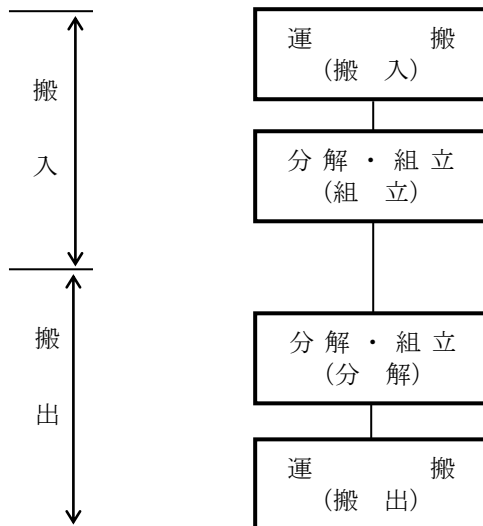 搬
入
搬
出
運 搬
(搬 入)
分解・組立
(組 立)
分解・組立
(分 解)
運 搬
(搬 出)